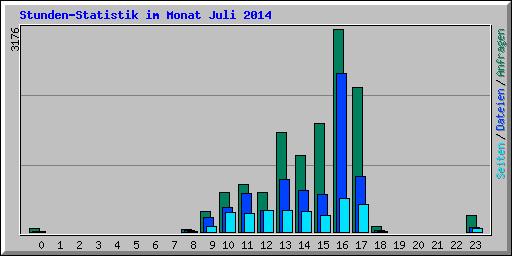 Stunden-Statistik im Monat Juli 2014
3176
Seiten/Dateien/Anfragen
0 1 2 3 4 5 6 7 8 9 10 11 12 13 14 15 16 17 18 19 20 21 22 23